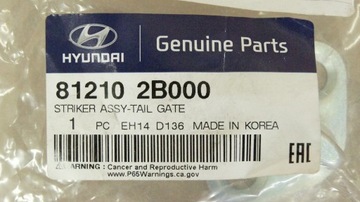 HYUNDAI
Genuine Parts
81210 2B000
STRIKER ASSY-TAIL GATE
1 PC EH14 D136 MADE IN KOREA
EAC
WARNING: Cancer and Reproductive Harm
www.P65Warnings.ca.gov